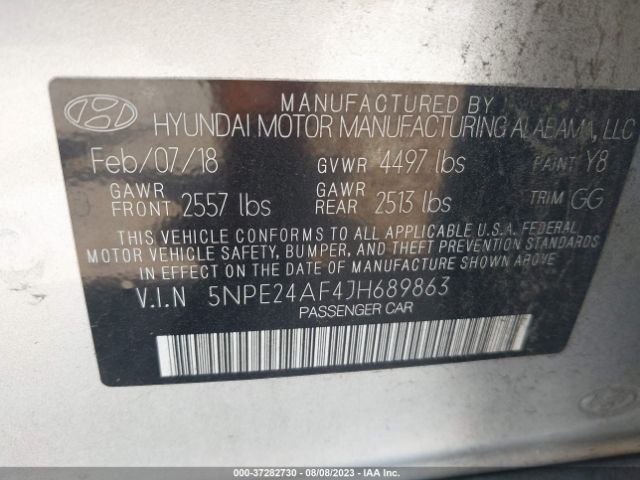 MANUFACTURED BY
HYUNDAI MOTOR MANUFACTURING ALABAMA, LLC
Feb/07/18 GVWR 4497 lbs PAINT Y8
GAWR FRONT 2557 lbs GAWR REAR 2513 lbs TRIM GG
THIS VEHICLE CONFORMS TO ALL APPLICABLE U.S.A. FEDERAL
MOTOR VEHICLE SAFETY, BUMPER, AND THEFT PREVENTION STANDARDS
IN EFFECT ON THE DATE OF MANUFACTURE SHOWN ABOVE.
V.I.N 5NPE24AF4JH689863
PASSENGER CAR
000-37282730 - 08/08/2023 - IAA Inc.